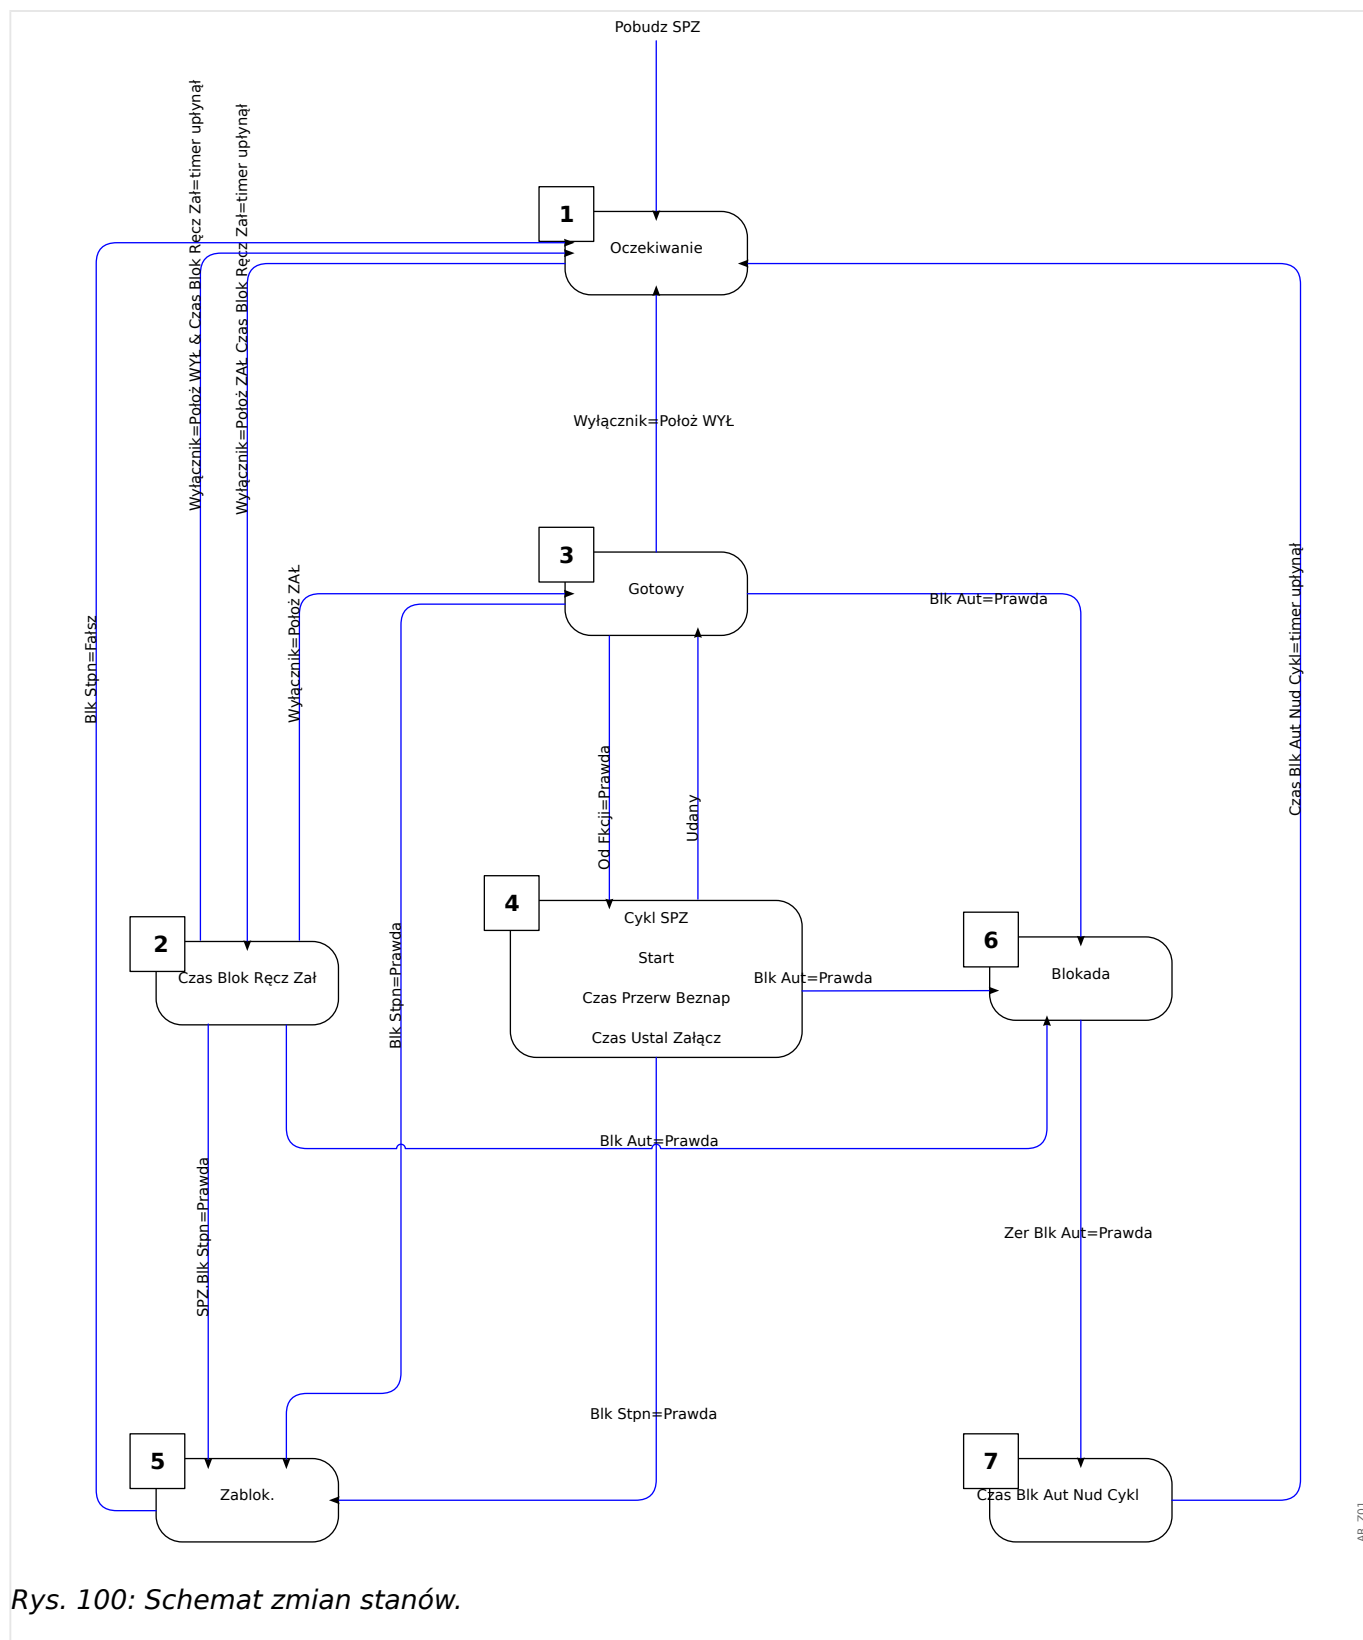 Pobudz SPZ
1
Oczekiwanie
Wyłącznik=Położ WYŁ & Czas Blok Ręcz Zał=timer upłynął
Wyłącznik=Położ ZAŁ Czas Blok Ręcz Zał=timer upłynął
Wyłącznik=Położ WYŁ
3
Gotowy
Blk Aut=Prawda
Wyłącznik=Położ ZAŁ
Blk Stpn=Fałsz
Czas Blk Aut Nud Cykl=timer upłynął
Od Fkcji=Prawda
Udany
4
Cykl SPZ
Start
Czas Przerw Beznap
Czas Ustal Załącz
Blk Aut=Prawda
2
Czas Blok Ręcz Zał
Blk Stpn=Prawda
6
Blokada
Blk Aut=Prawda
SPZ.Blk Stpn=Prawda
Zer Blk Aut=Prawda
Blk Stpn=Prawda
5
Zablok.
7
Czas Blk Aut Nud Cykl
AR_Z01
Rys. 100: Schemat zmian stanów.